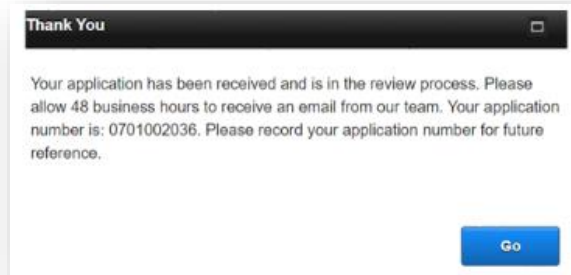 Thank You
Your application has been received and is in the review process. Please
allow 48 business hours to receive an email from our team. Your application
number is: 0701002036. Please record your application number for future
reference.
Go